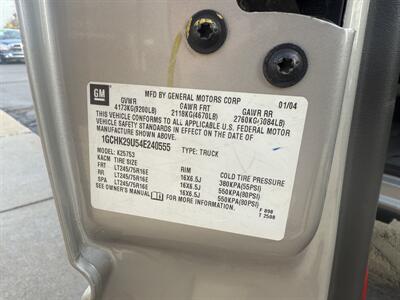 GM
MFD BY GENERAL MOTORS CORP 01/04
GVWR GAWR FRT GAWR RR
4173KG(9200LB) 2118KG(4670LB) 2760KG(6084LB)
THIS VEHICLE CONFORMS TO ALL APPLICABLE U.S. FEDERAL MOTOR
VEHICLE SAFETY STANDARDS IN EFFECT ON THE DATE OF
MANUFACTURE SHOWN ABOVE.
1GCHK29U54E240555 TYPE: TRUCK
MODEL: K25753
KACM TIRE SIZE RIM COLD TIRE PRESSURE
FRT LT245/75R16E 16X6.5J 380KPA(55PSI)
RR LT245/75R16E 16X6.5J 550KPA(80PSI)
SPA LT245/75R16E 16X6.5J 550KPA(80PSI)
SEE OWNER'S MANUAL FOR MORE INFORMATION.
F 098
T 2508